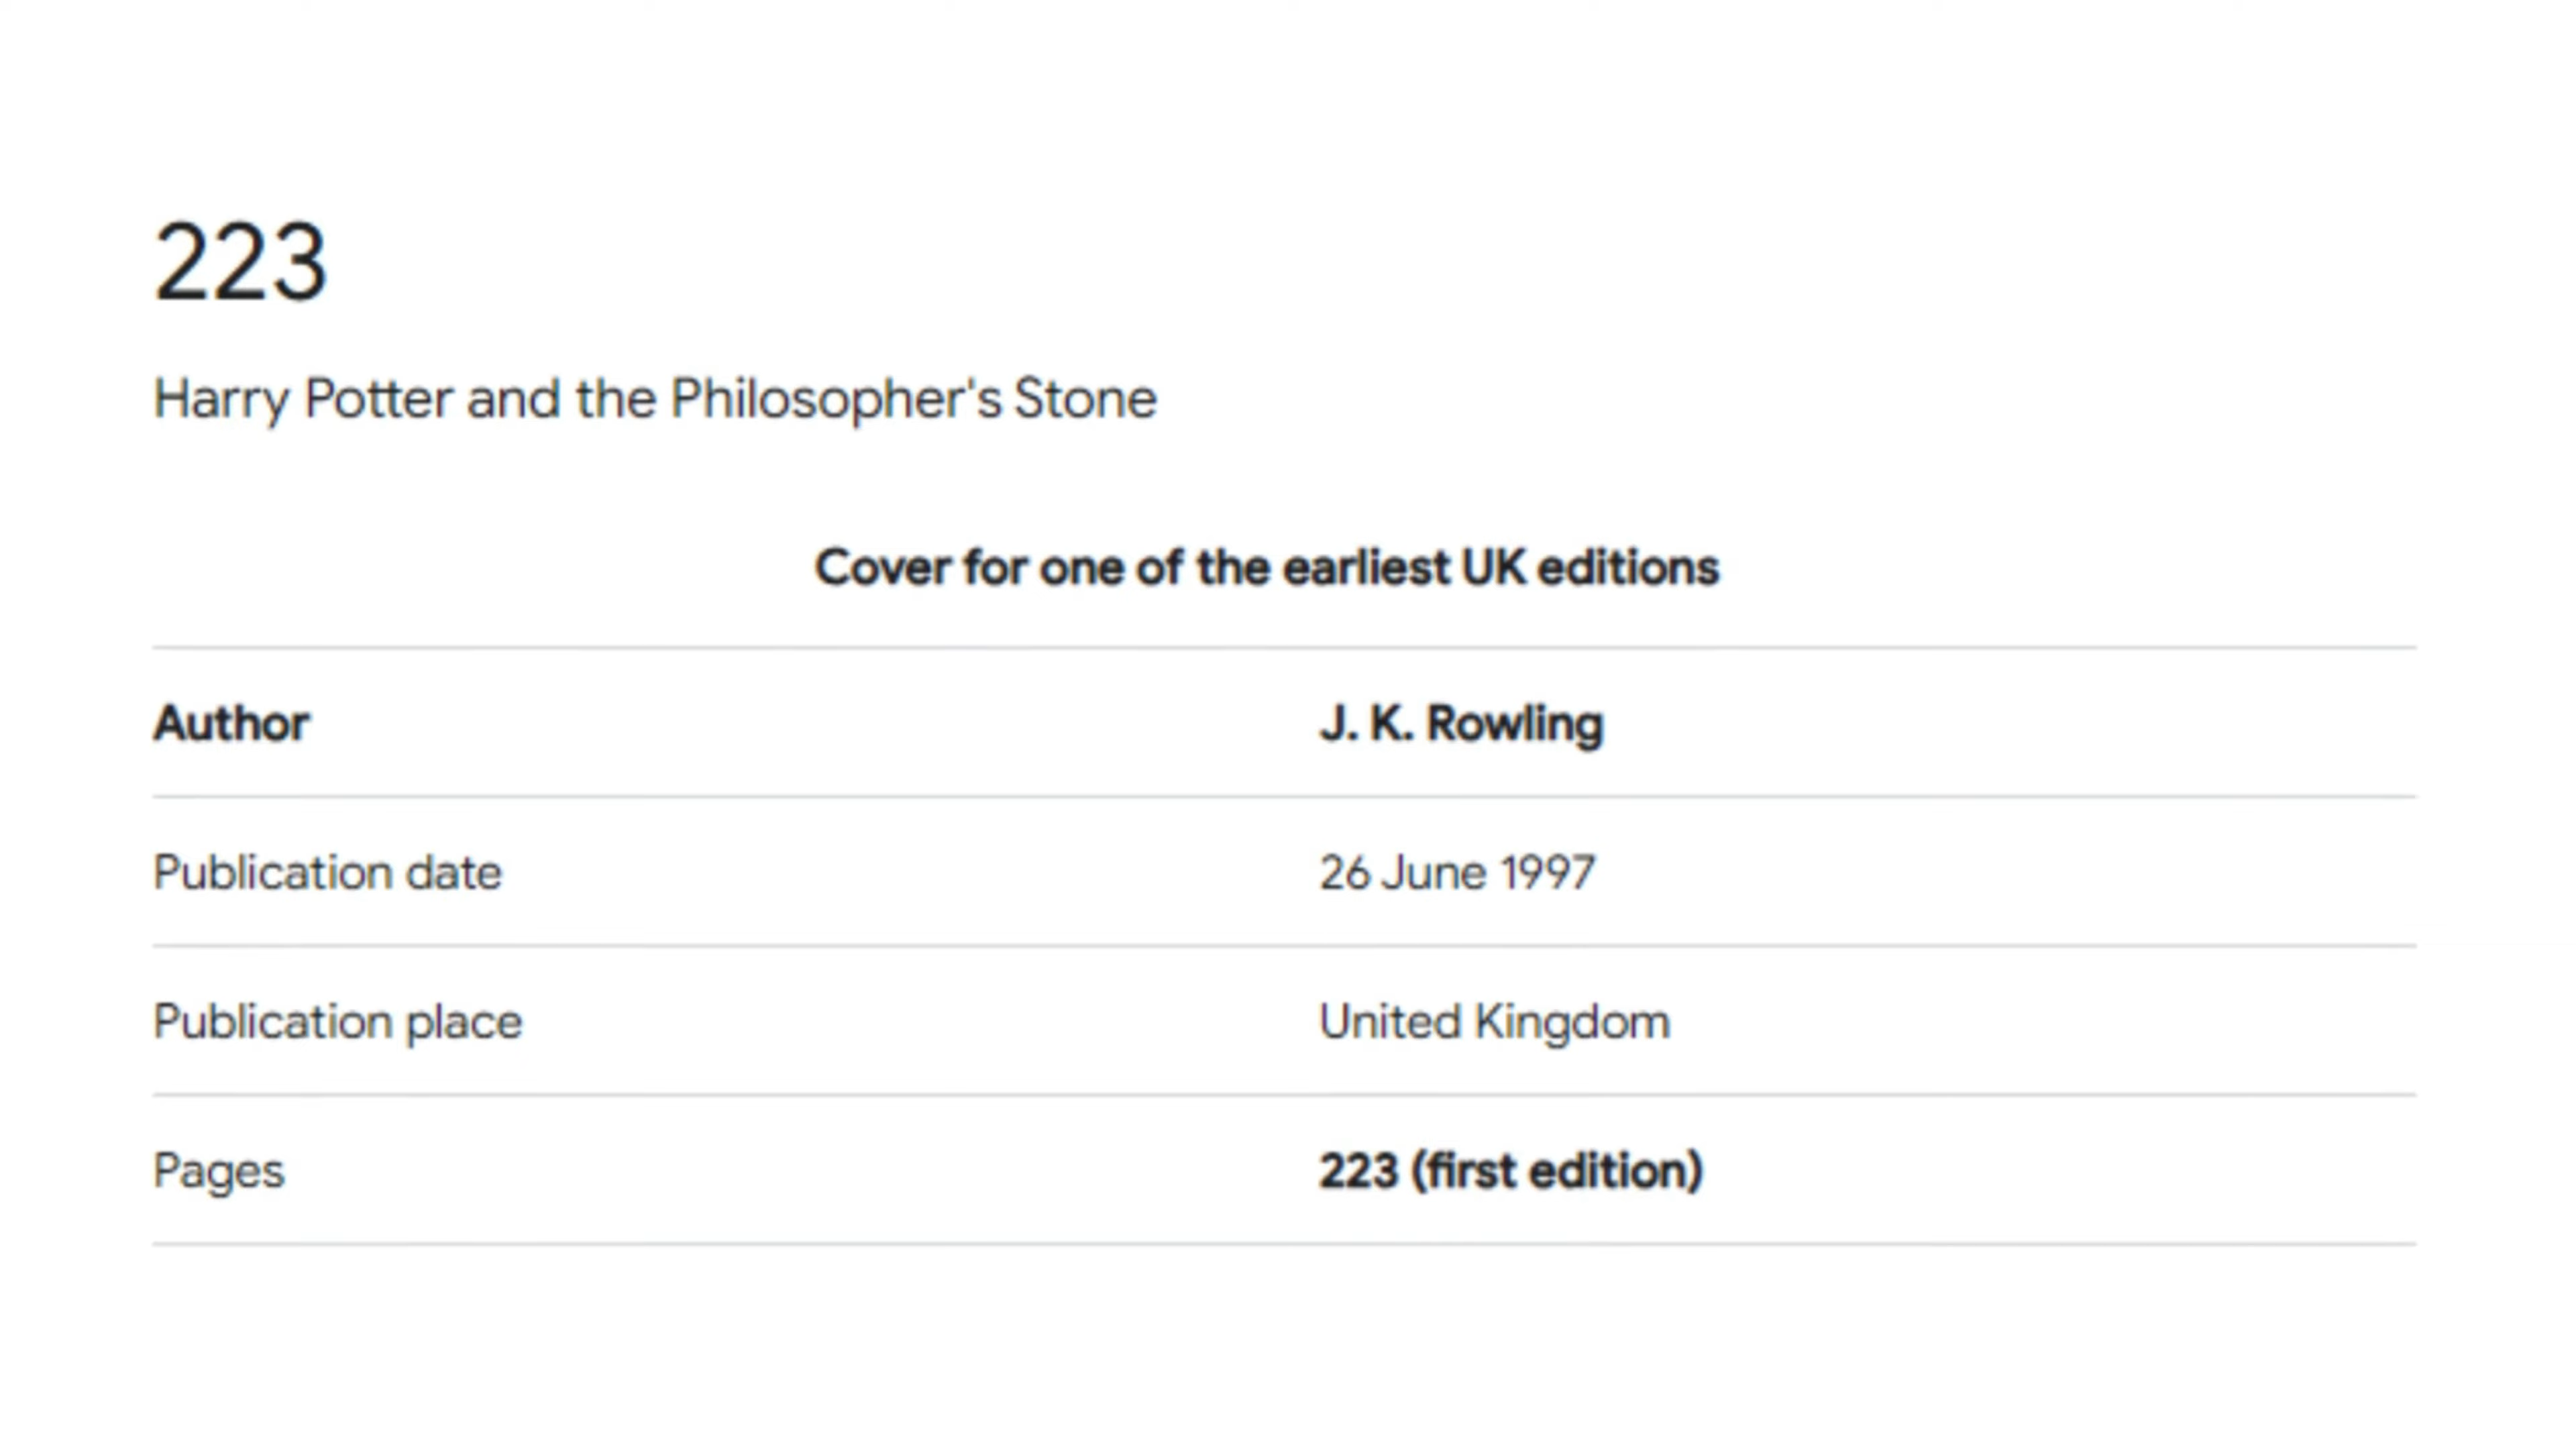 223
Harry Potter and the Philosopher's Stone
Cover for one of the earliest UK editions
Author J. K. Rowling
Publication date 26 June 1997
Publication place United Kingdom
Pages 223 (first edition)